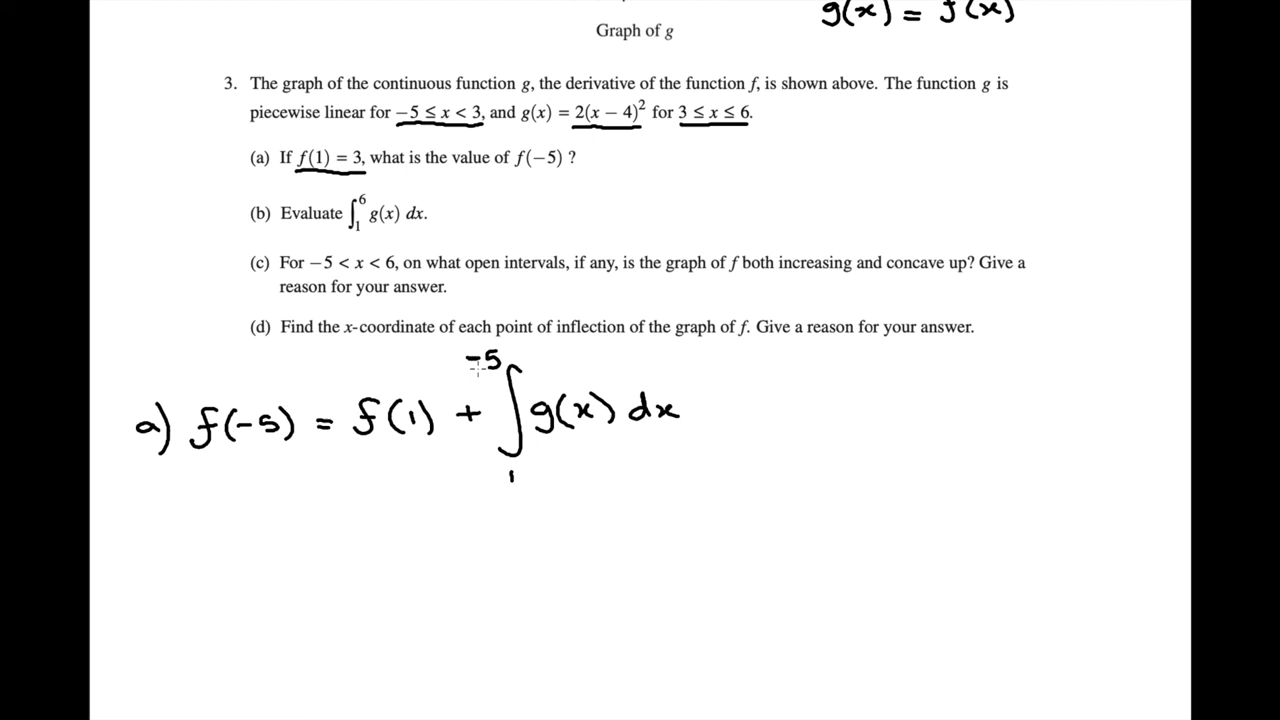 g(x) = f(x)
Graph of g
3. The graph of the continuous function g, the derivative of the function f, is shown above. The function g is
piecewise linear for −5 ≤ x < 3, and g(x) = 2(x − 4)² for 3 ≤ x ≤ 6.
(a) If f(1) = 3, what is the value of f(−5) ?
(b) Evaluate ∫₁⁶ g(x) dx.
(c) For −5 < x < 6, on what open intervals, if any, is the graph of f both increasing and concave up? Give a
reason for your answer.
(d) Find the x-coordinate of each point of inflection of the graph of f. Give a reason for your answer.
a) f(-5) = f(1) + ∫₁⁻⁵ g(x) dx